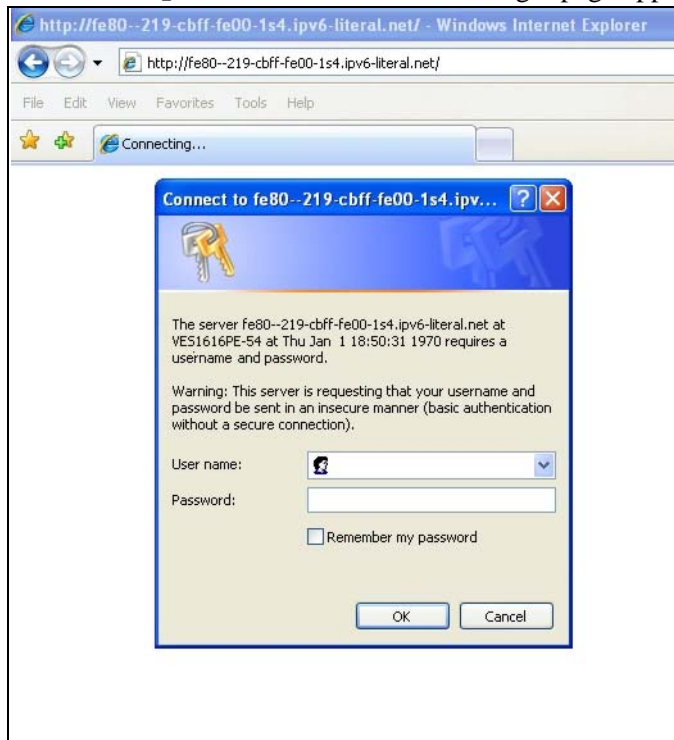 http://fe80--219-cbff-fe00-1s4.ipv6-literal.net/ - Windows Internet Explorer
http://fe80--219-cbff-fe00-1s4.ipv6-literal.net/
File Edit View Favorites Tools Help
Connecting...
Connect to fe80--219-cbff-fe00-1s4.ipv...
The server fe80--219-cbff-fe00-1s4.ipv6-literal.net at
VES1616PE-54 at Thu Jan 1 18:50:31 1970 requires a
username and password.
Warning: This server is requesting that your username and
password be sent in an insecure manner (basic authentication
without a secure connection).
User name:
Password:
Remember my password
OK Cancel